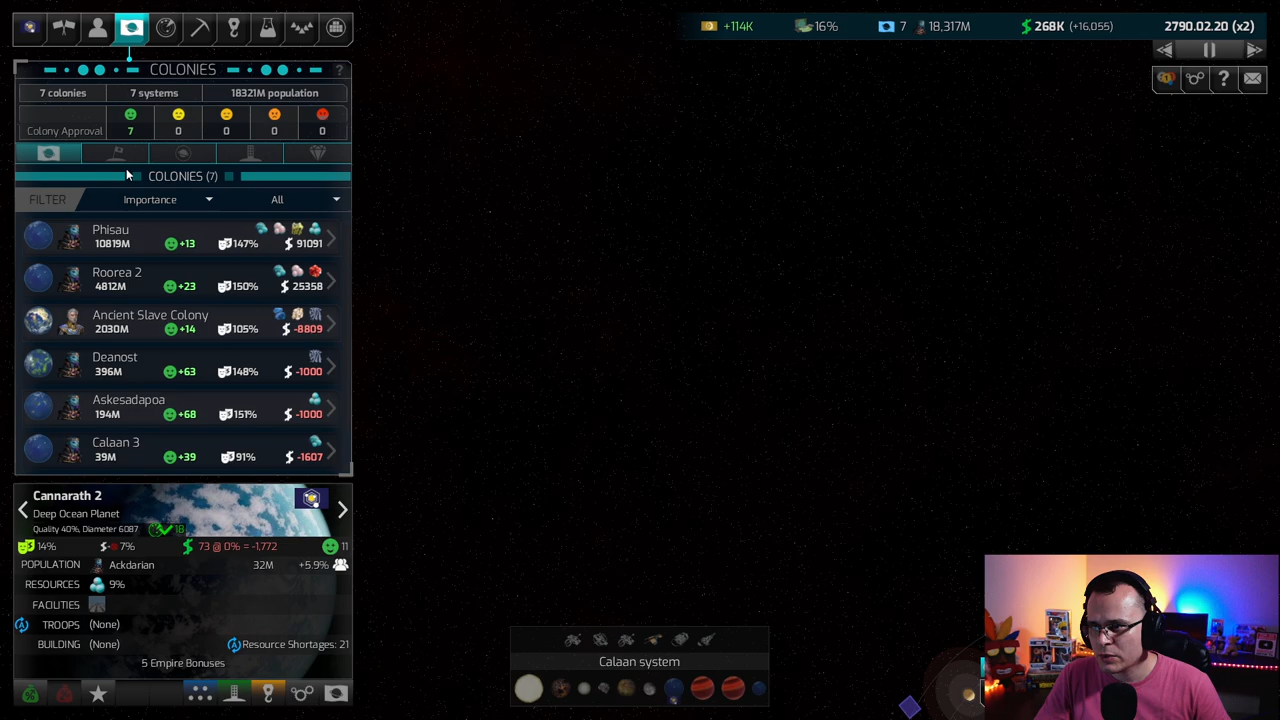 +114K 16% 7 18,317M 268K (+16,055) 2790.02.20 (x2)
COLONIES ?
7 colonies 7 systems 18321M population
Colony Approval 7 0 0 0 0
COLONIES (7)
FILTER Importance All
Phisau
10819M +13 147% 91091
Roorea 2
4812M +23 150% 25358
Ancient Slave Colony
2030M +14 105% -8809
Deanost
396M +63 148% -1000
Askesadapoa
194M +68 151% -1000
Calaan 3
39M +39 91% -1607
Cannarath 2
Deep Ocean Planet
Quality 40%, Diameter 6087 18
14% 7% 73 @ 0% = -1,772 11
POPULATION Ackdarian 32M +5.9%
RESOURCES 9%
FACILITIES
TROOPS (None)
BUILDING (None) Resource Shortages: 21
5 Empire Bonuses
Calaan system